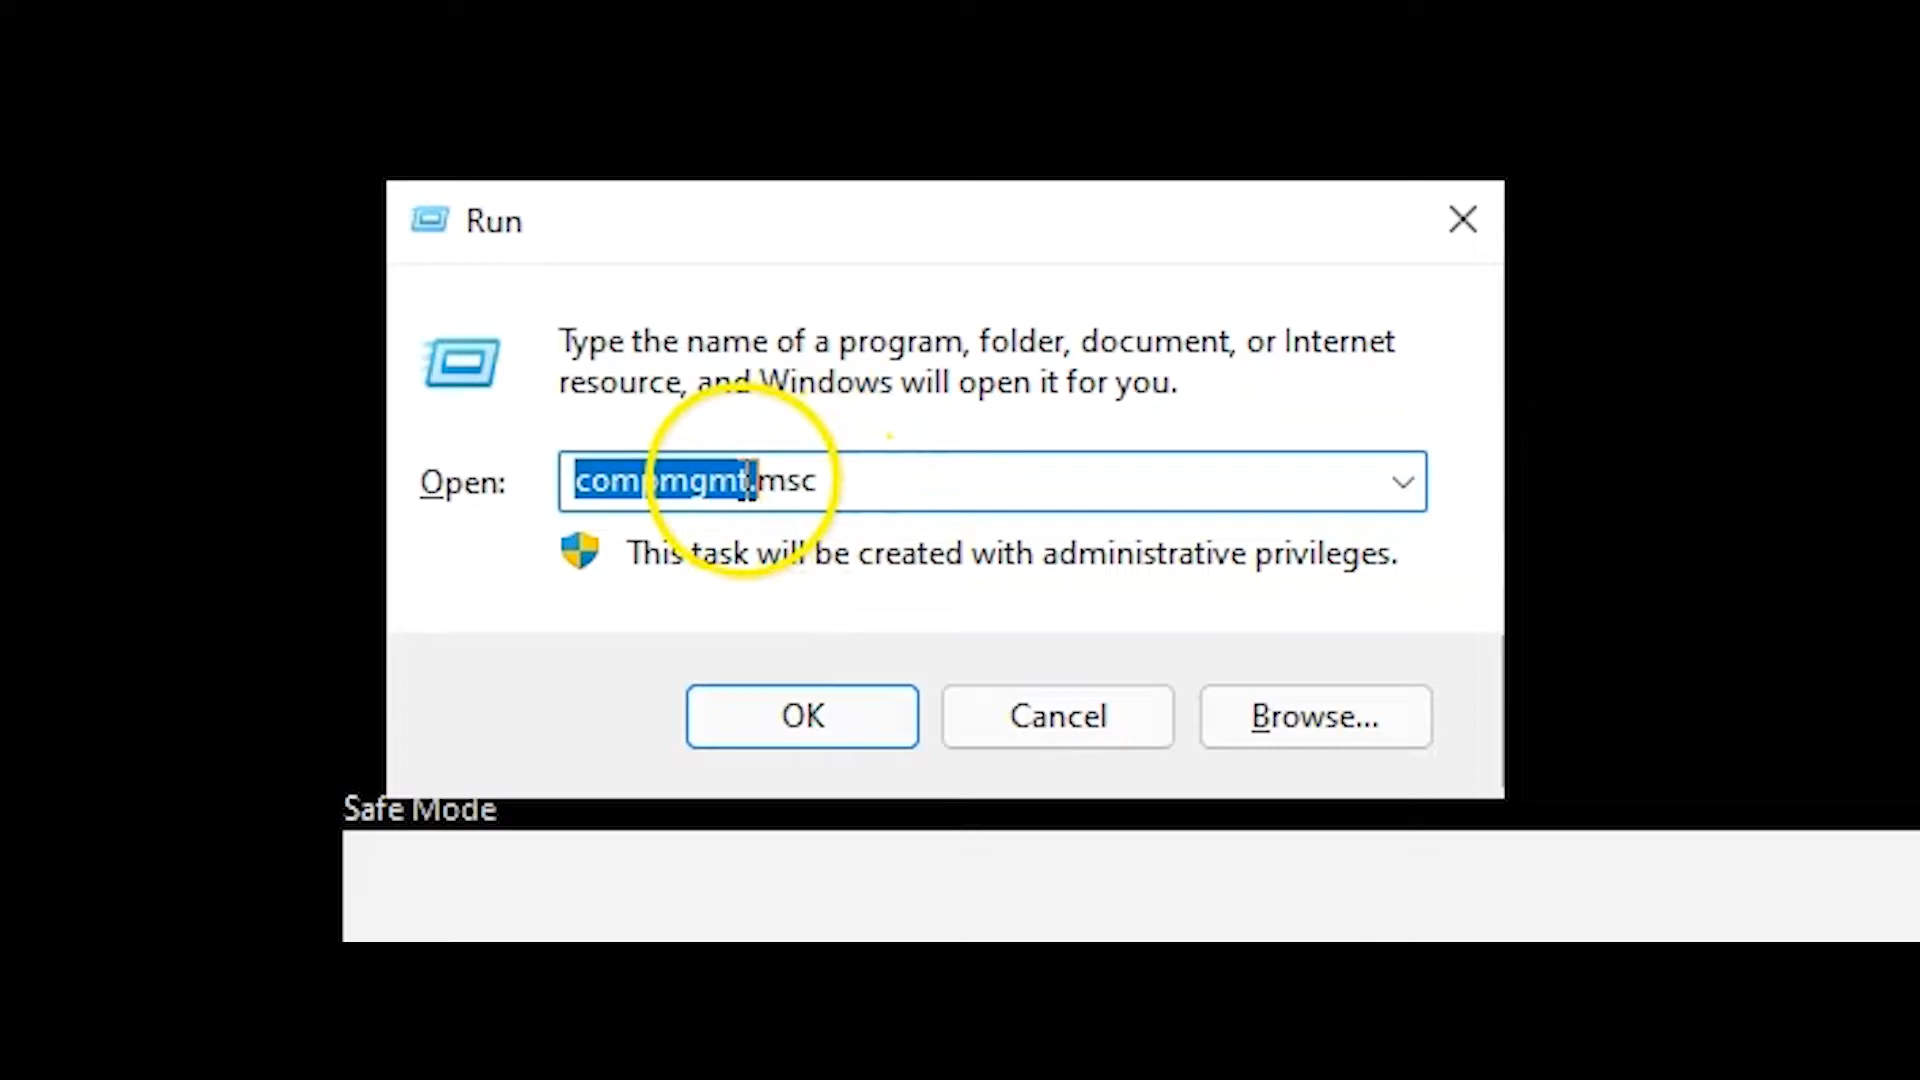 Run
Type the name of a program, folder, document, or Internet
resource, and Windows will open it for you.
Open: compmgmt.msc
This task will be created with administrative privileges.
OK Cancel Browse...
Safe Mode